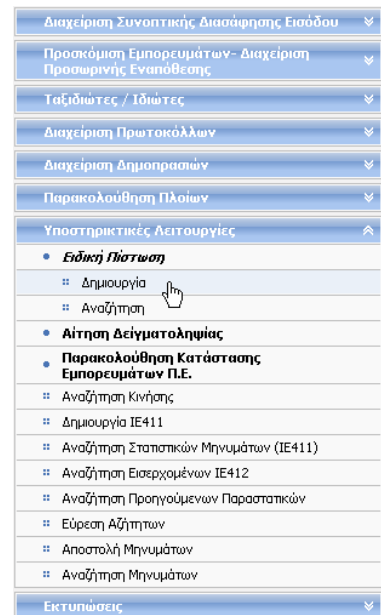 Διαχείριση Συνοπτικής Διασάφησης Εισόδου
Προσκόμιση Εμπορευμάτων- Διαχείριση
Προσωρινής Εναπόθεσης
Ταξιδιώτες / Ιδιώτες
Διαχείριση Πρωτοκόλλων
Διαχείριση Δημοπρασιών
Παρακολούθηση Πλοίων
Υποστηρικτικές Λειτουργίες
Ειδική Πίστωση
Δημιουργία
Αναζήτηση
Αίτηση Δείγματοληψίας
Παρακολούθηση Κατάστασης
Εμπορευμάτων Π.Ε.
Αναζήτηση Κινήσης
Δημιουργία ΙΕ411
Αναζήτηση Στατιστικών Μηνυμάτων (ΙΕ411)
Αναζήτηση Εισερχομένων ΙΕ412
Αναζήτηση Προηγούμενων Παραστατικών
Εύρεση Αζήτητων
Αποστολή Μηνυμάτων
Αναζήτηση Μηνυμάτων
Εκτυπώσεις